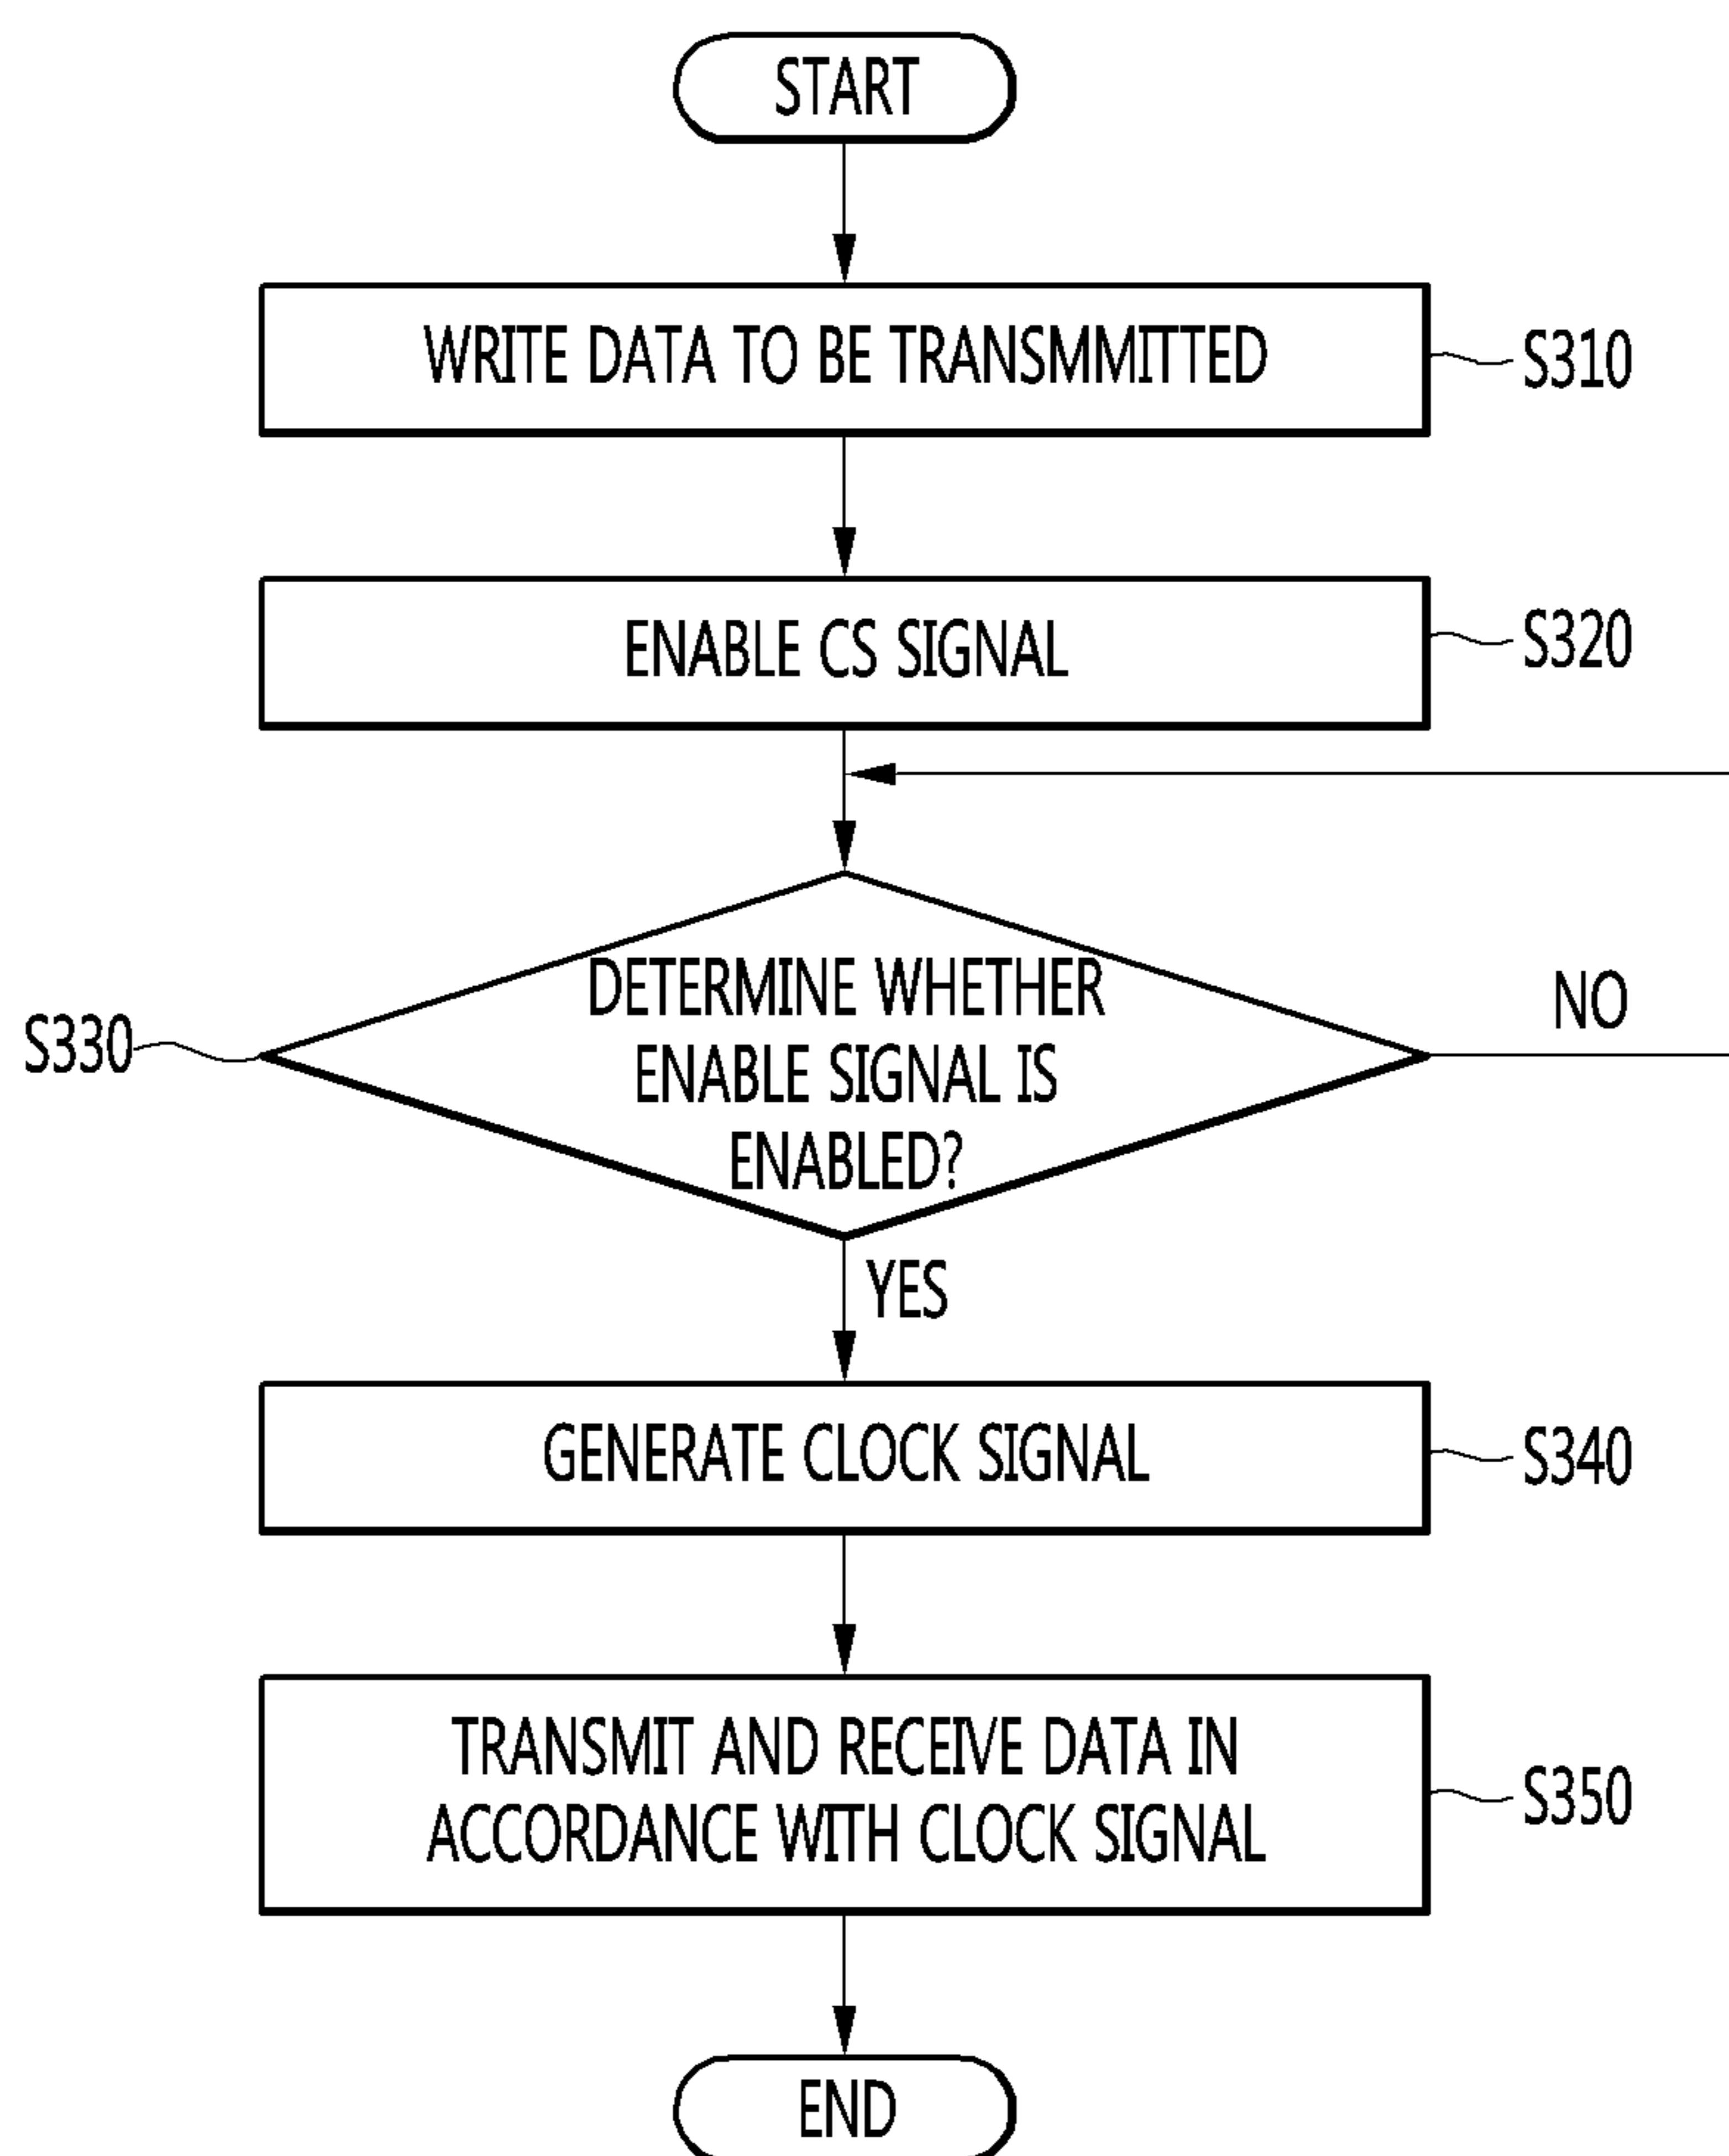 START
WRITE DATA TO BE TRANSMMITTED
S310
ENABLE CS SIGNAL
S320
DETERMINE WHETHER
ENABLE SIGNAL IS
ENABLED?
S330
NO
YES
GENERATE CLOCK SIGNAL
S340
TRANSMIT AND RECEIVE DATA IN
ACCORDANCE WITH CLOCK SIGNAL
S350
END